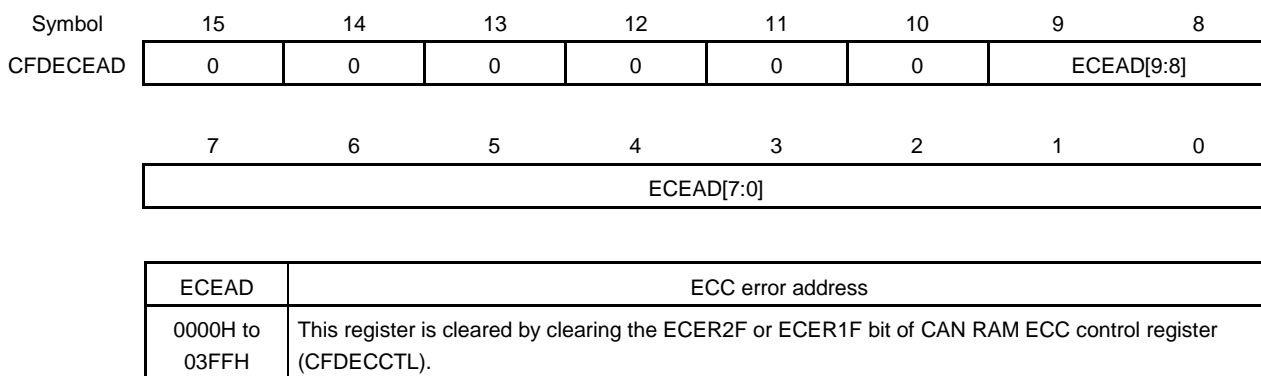 Symbol 15 14 13 12 11 10 9 8
CFDECEAD 0 0 0 0 0 0 ECEAD[9:8]
7 6 5 4 3 2 1 0
ECEAD[7:0]
ECEAD ECC error address
0000H to This register is cleared by clearing the ECER2F or ECER1F bit of CAN RAM ECC control register
03FFH (CFDECCTL).